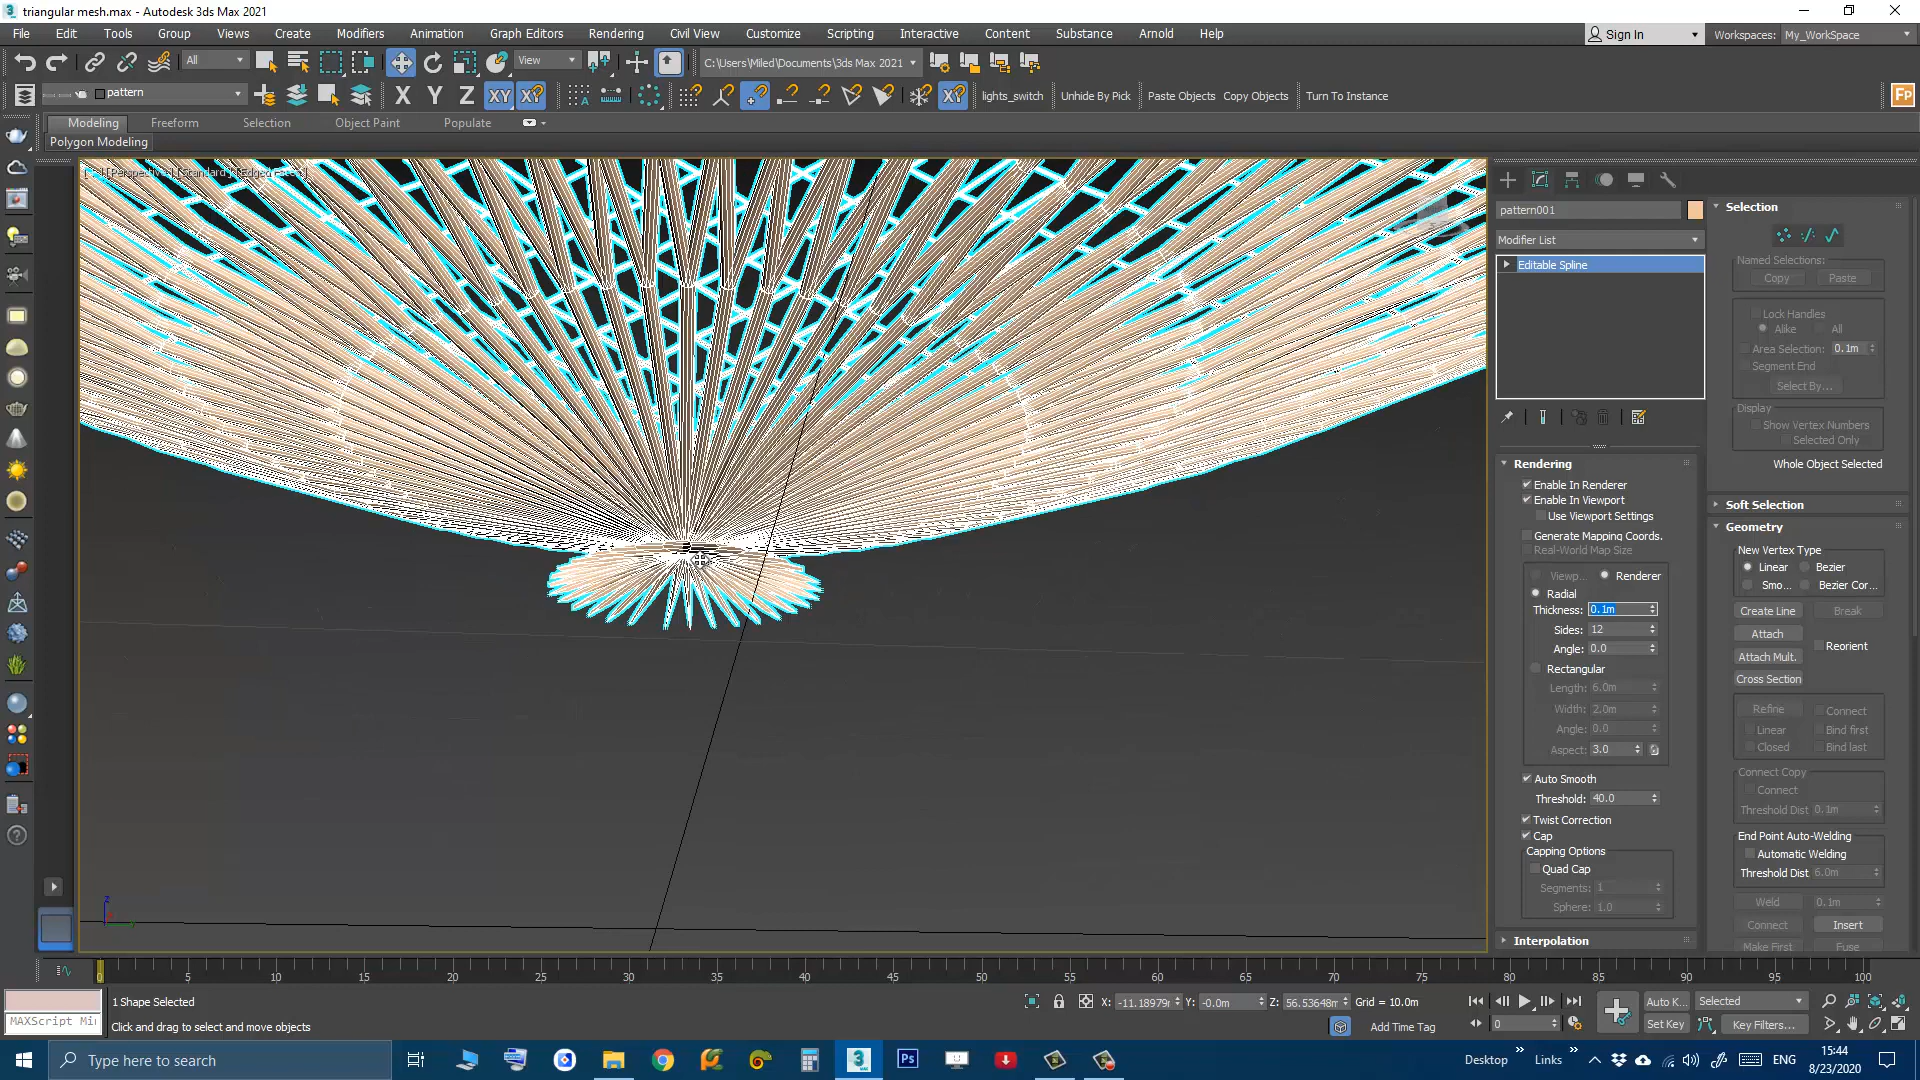 triangular mesh.max - Autodesk 3ds Max 2021
File Edit Tools Group Views Create Modifiers Animation Graph Editors Rendering Civil View Customize Scripting Interactive Content Substance Arnold Help
Sign In
Workspaces: My_WorkSpace
All
View
C:\Users\Miled\Documents\3ds Max 2021
pattern
X Y Z XY XY
XY
lights_switch Unhide By Pick Paste Objects Copy Objects Turn To Instance
Fp
Modeling Freeform Selection Object Paint Populate
Polygon Modeling
pattern001
Modifier List
Editable Spline
Rendering
Enable In Renderer
Enable In Viewport
Use Viewport Settings
Generate Mapping Coords.
Real-World Map Size
Viewp... Renderer
Radial
Thickness: 0.1m
Sides: 12
Angle: 0.0
Rectangular
Length: 6.0m
Width: 2.0m
Angle: 0.0
Aspect: 3.0
Auto Smooth
Threshold: 40.0
Twist Correction
Cap
Capping Options
Quad Cap
Segments: 1
Sphere: 1.0
Interpolation
Selection
Named Selections:
Copy Paste
Lock Handles
Alike All
Area Selection: 0.1m
Segment End
Select By...
Display
Show Vertex Numbers
Selected Only
Whole Object Selected
Soft Selection
Geometry
New Vertex Type
Linear Bezier
Smo... Bezier Cor...
Create Line Break
Attach
Reorient
Attach Mult.
Cross Section
Refine Connect
Linear Bind first
Closed Bind last
Connect Copy
Connect
Threshold Dist 0.1m
End Point Auto-Welding
Automatic Welding
Threshold Dist 6.0m
Weld 0.1m
Connect Insert
Make First Fuse
z
0 5 10 15 20 25 30 35 40 45 50 55 60 65 70 75 80 85 90 95 100
1 Shape Selected
X: -11.18979m Y: -0.0m Z: 56.53648m Grid = 10.0m
Auto K... Selected
MAXScript Mi
Click and drag to select and move objects
Add Time Tag
0
Set Key Key Filters...
Type here to search
3
Ps
Desktop » Links »
ENG
15:44
8/23/2020